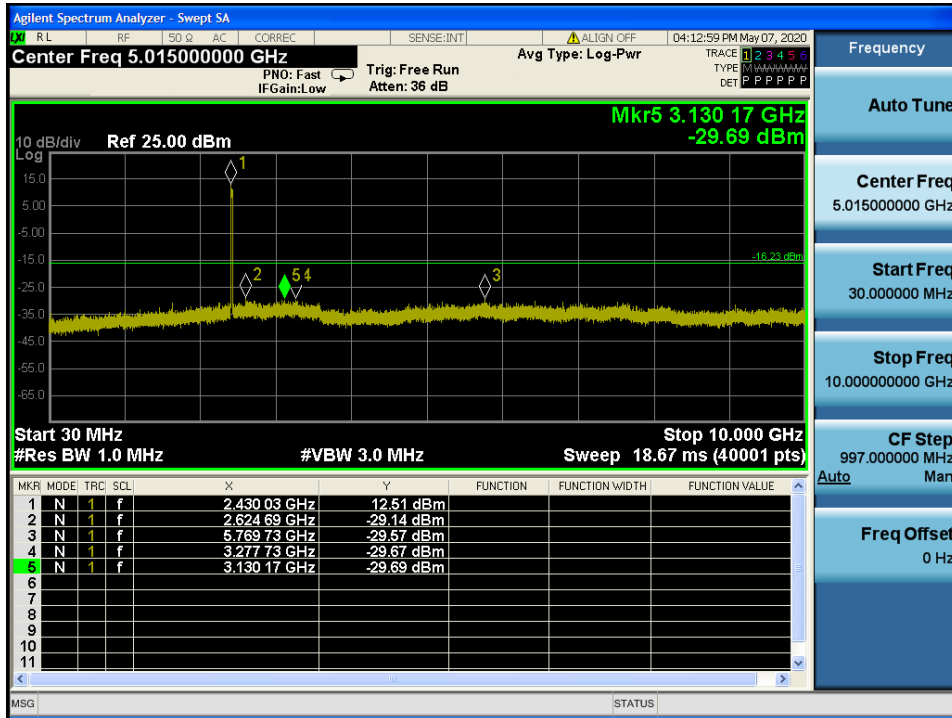 Agilent Spectrum Analyzer - Swept SA
LXI RL RF 50 Ω AC CORREC SENSE:INT ALIGN OFF 04:12:59 PM May 07, 2020
Center Freq 5.015000000 GHz
PNO: Fast
IFGain:Low
Trig: Free Run
Atten: 36 dB
Avg Type: Log-Pwr
TRACE 1 2 3 4 5 6
TYPE MWWWWW
DET P P P P P P
Mkr5 3.130 17 GHz
-29.69 dBm
10 dB/div Ref 25.00 dBm
Log
15.0
5.00
-5.00
-15.0
-25.0
-35.0
-45.0
-55.0
-65.0
1
2
5 4
3
-16.23 dBm
Start 30 MHz Stop 10.000 GHz
#Res BW 1.0 MHz #VBW 3.0 MHz Sweep 18.67 ms (40001 pts)
MKR MODE TRC SCL X Y FUNCTION FUNCTION WIDTH FUNCTION VALUE
1 N 1 f 2.430 03 GHz 12.51 dBm
2 N 1 f 2.624 69 GHz -29.14 dBm
3 N 1 f 5.769 73 GHz -29.57 dBm
4 N 1 f 3.277 73 GHz -29.67 dBm
5 N 1 f 3.130 17 GHz -29.69 dBm
6
7
8
9
10
11
MSG STATUS
Frequency
Auto Tune
Center Freq
5.015000000 GHz
Start Freq
30.000000 MHz
Stop Freq
10.000000000 GHz
CF Step
997.000000 MHz
Auto Man
Freq Offset
0 Hz